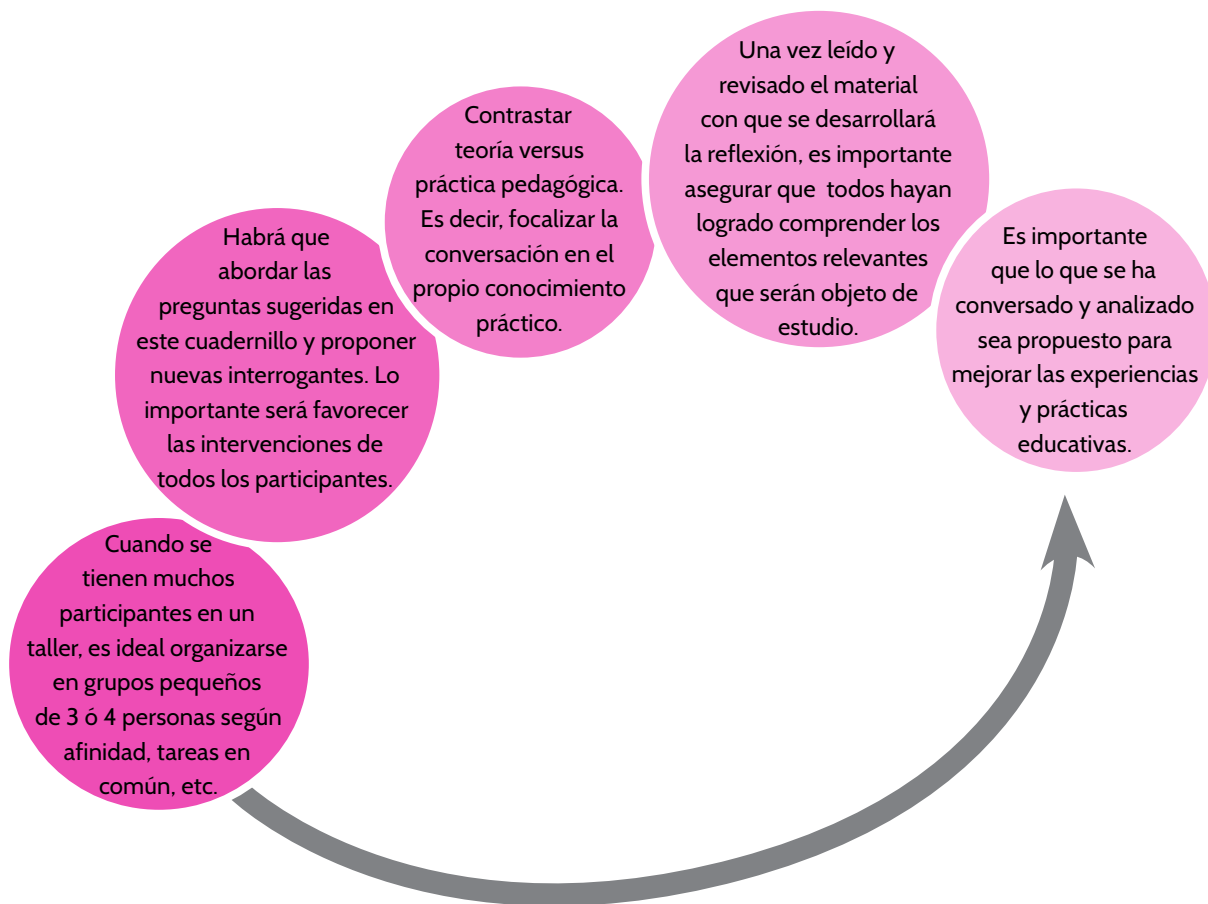 Cuando se
tienen muchos
participantes en un
taller, es ideal organizarse
en grupos pequeños
de 3 ó 4 personas según
afinidad, tareas en
común, etc.
Habrá que
abordar las
preguntas sugeridas en
este cuadernillo y proponer
nuevas interrogantes. Lo
importante será favorecer
las intervenciones de
todos los participantes.
Contrastar
teoría versus
práctica pedagógica.
Es decir, focalizar la
conversación en el
propio conocimiento
práctico.
Una vez leído y
revisado el material
con que se desarrollará
la reflexión, es importante
asegurar que todos hayan
logrado comprender los
elementos relevantes
que serán objeto de
estudio.
Es importante
que lo que se ha
conversado y analizado
sea propuesto para
mejorar las experiencias
y prácticas
educativas.